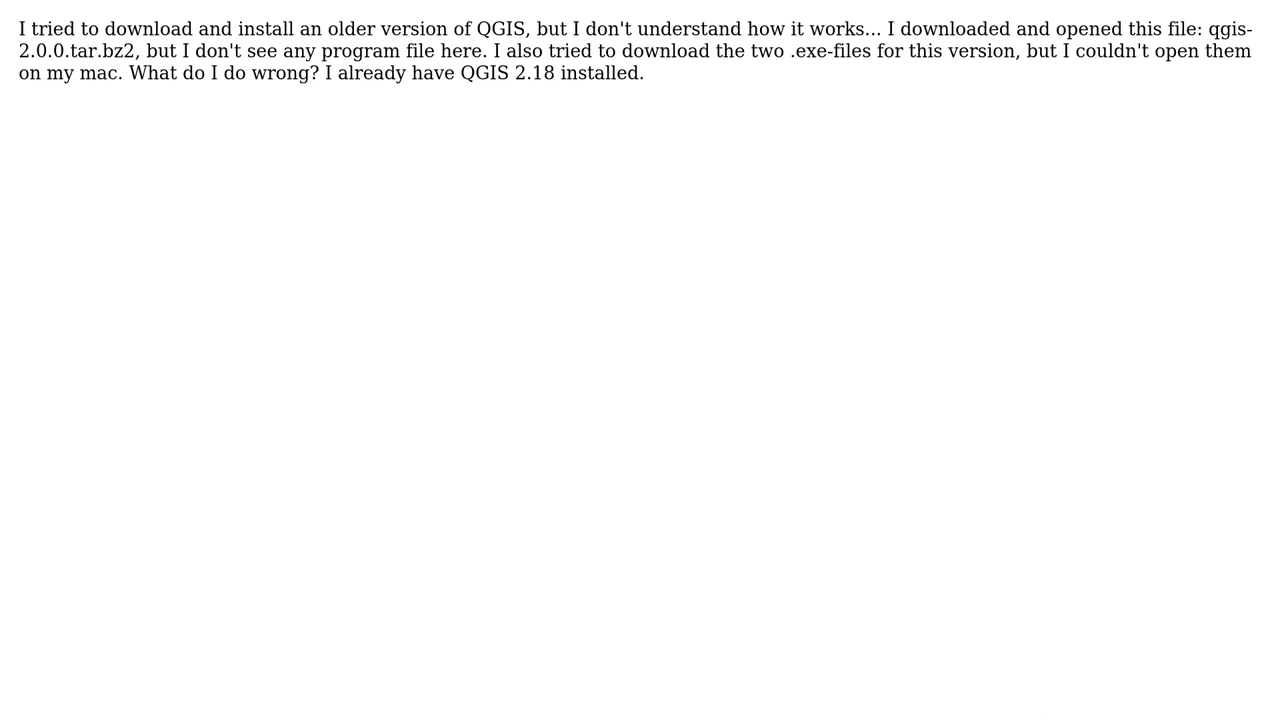 I tried to download and install an older version of QGIS, but I don't understand how it works... I downloaded and opened this file: qgis-
2.0.0.tar.bz2, but I don't see any program file here. I also tried to download the two .exe-files for this version, but I couldn't open them
on my mac. What do I do wrong? I already have QGIS 2.18 installed.